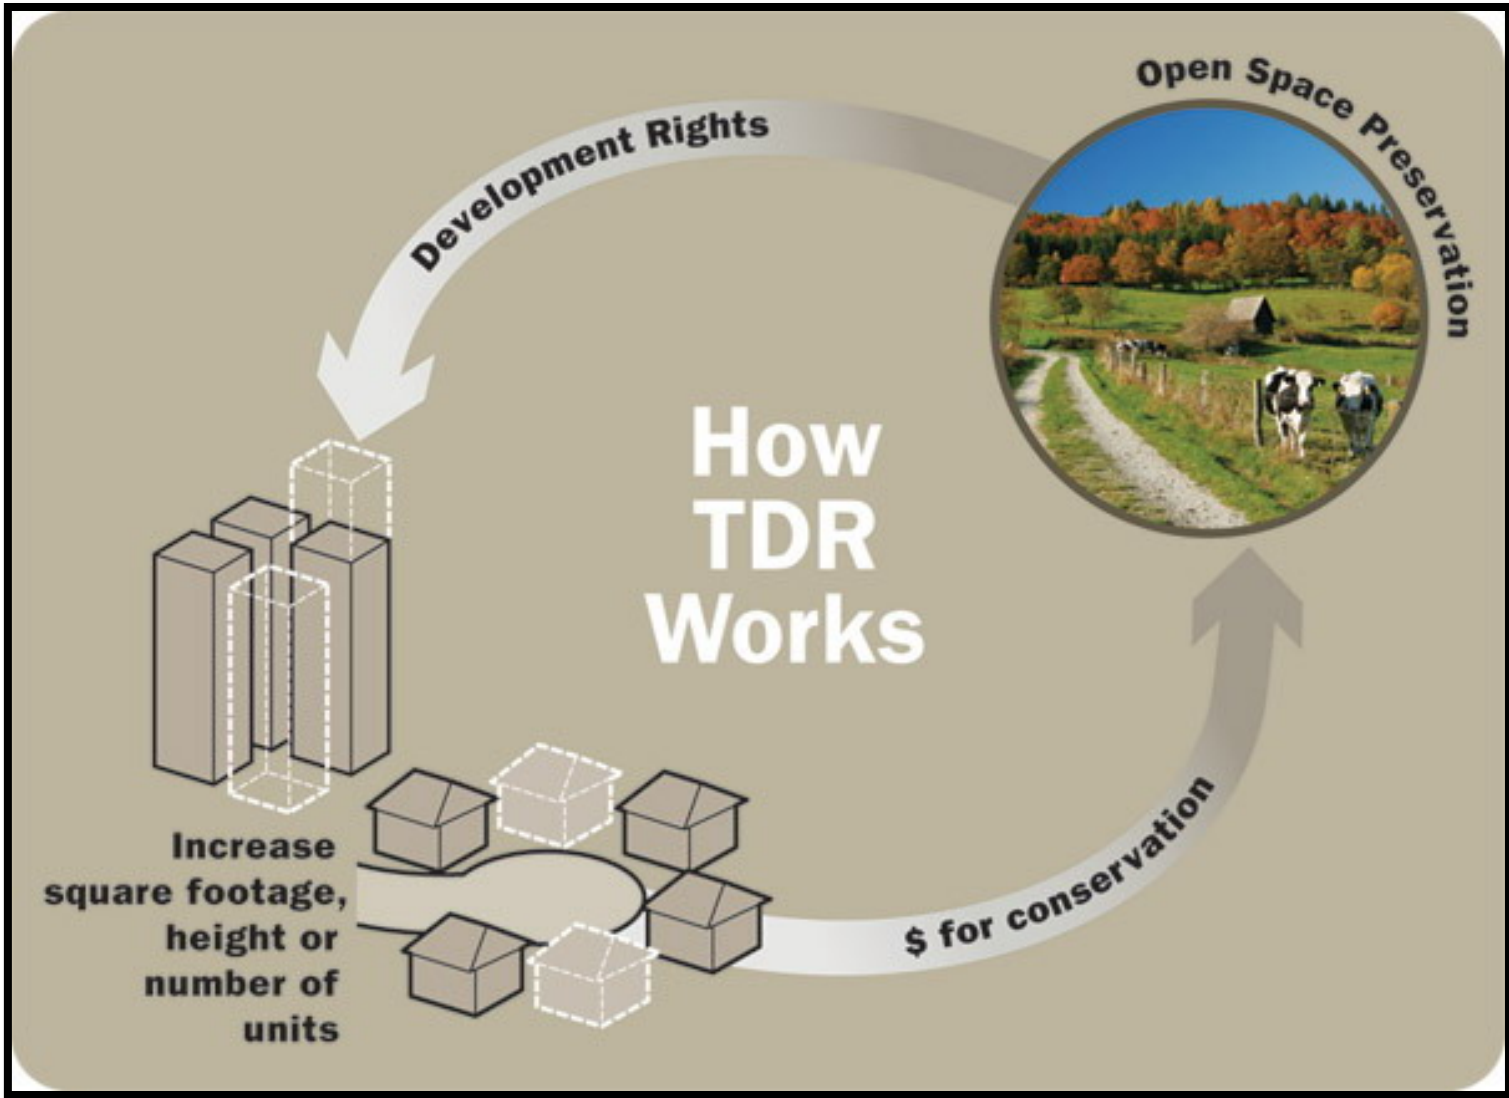 Open Space Preservation
Development Rights
How
TDR
Works
$ for conservation
Increase
square footage,
height or
number of
units